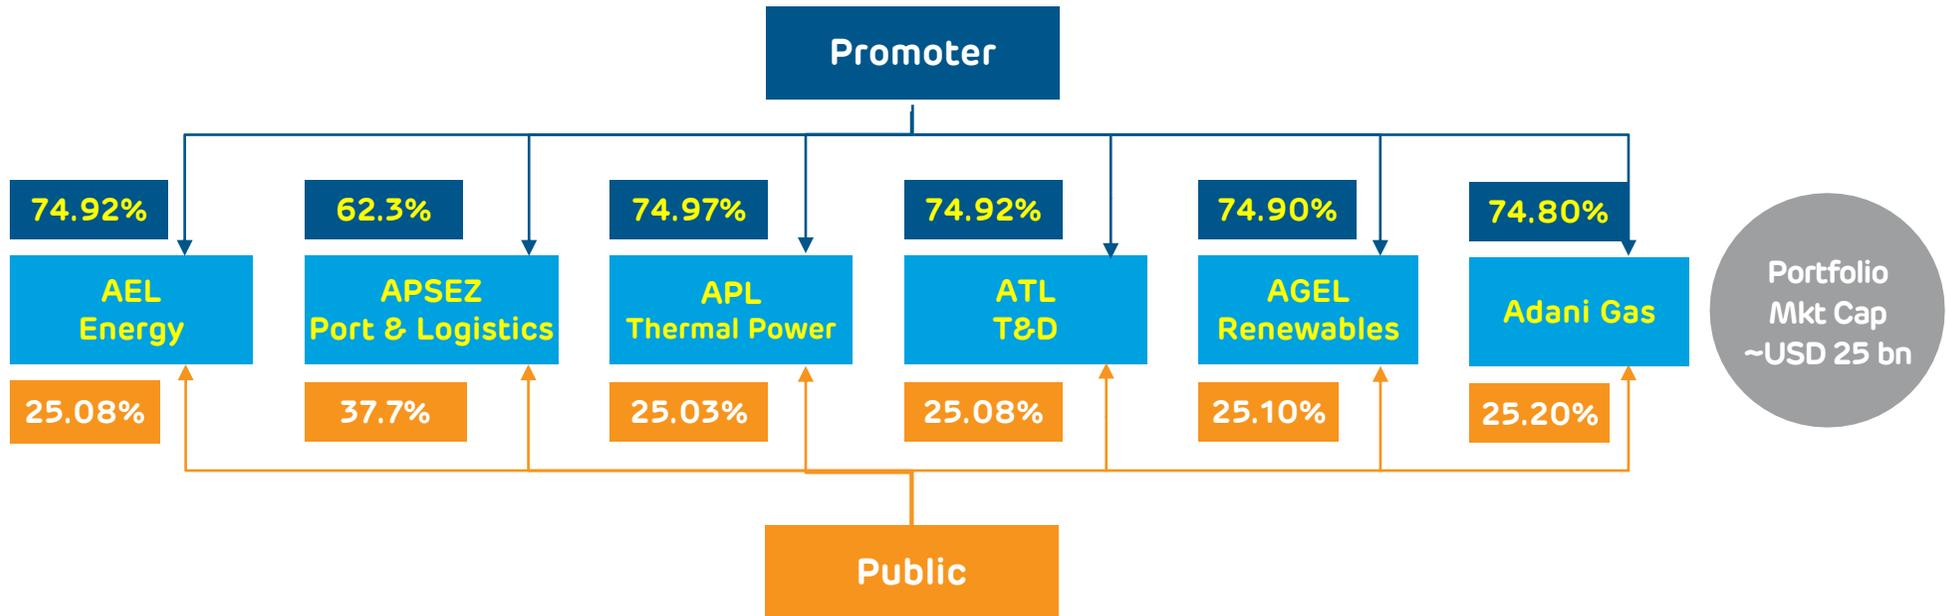 Promoter
74.92%
62.3%
74.97%
74.92%
74.90%
74.80%
AEL
Energy
APSEZ
Port & Logistics
APL
Thermal Power
ATL
T&D
AGEL
Renewables
Adani Gas
Portfolio
Mkt Cap
~USD 25 bn
25.08%
37.7%
25.03%
25.08%
25.10%
25.20%
Public